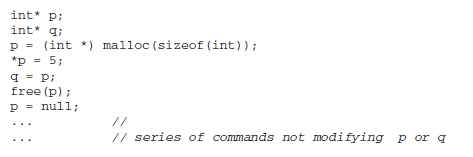 int* p;
int* q;
p = (int *) malloc(sizeof(int));
*p = 5;
q = p;
free(p);
p = null;
... //
... // series of commands not modifying p or q